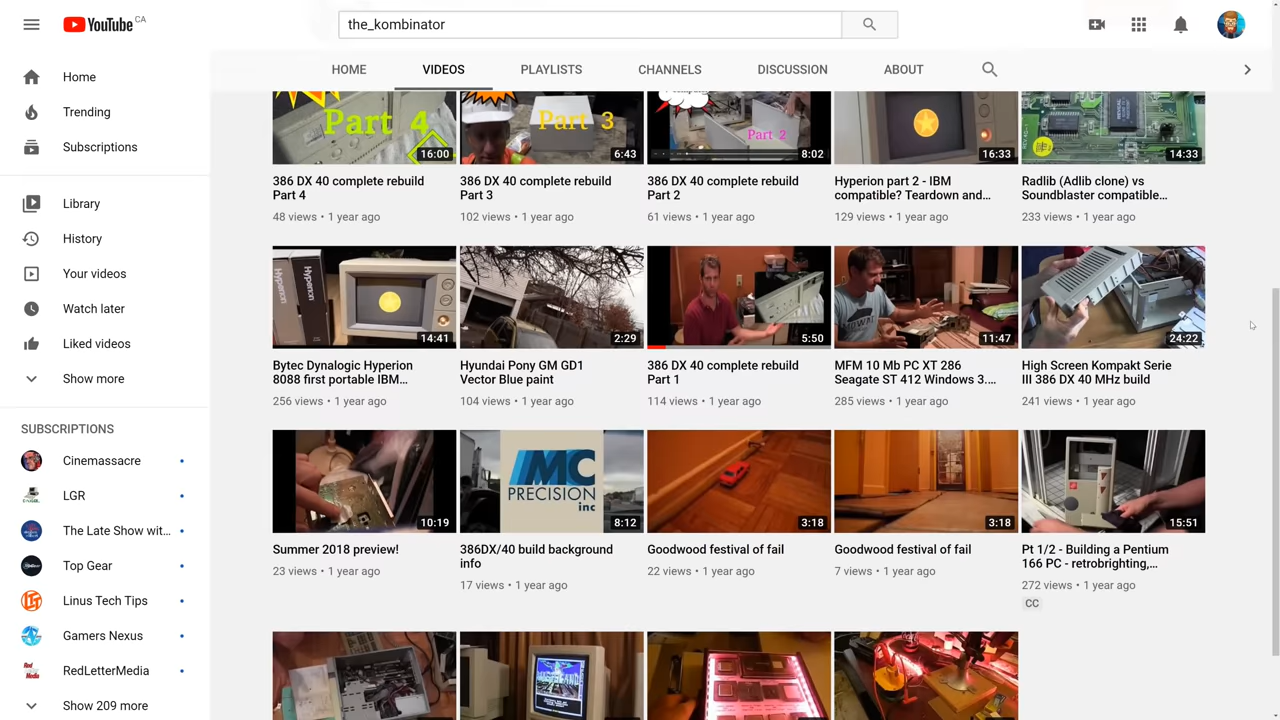 YouTube CA
the_kombinator
HOME VIDEOS PLAYLISTS CHANNELS DISCUSSION ABOUT
Home
Trending
Subscriptions
Library
History
Your videos
Watch later
Liked videos
Show more
SUBSCRIPTIONS
Cinemassacre
LGR
The Late Show wit...
Top Gear
Linus Tech Tips
Gamers Nexus
RedLetterMedia
Show 209 more
Part 4
16:00
386 DX 40 complete rebuild
Part 4
48 views • 1 year ago
Part 3
6:43
386 DX 40 complete rebuild
Part 3
102 views • 1 year ago
Part 2
8:02
386 DX 40 complete rebuild
Part 2
61 views • 1 year ago
16:33
Hyperion part 2 - IBM
compatible? Teardown and...
129 views • 1 year ago
14:33
Radlib (Adlib clone) vs
Soundblaster compatible...
233 views • 1 year ago
Hyperion
14:41
Bytec Dynalogic Hyperion
8088 first portable IBM...
256 views • 1 year ago
2:29
Hyundai Pony GM GD1
Vector Blue paint
104 views • 1 year ago
5:50
386 DX 40 complete rebuild
Part 1
114 views • 1 year ago
11:47
MFM 10 Mb PC XT 286
Seagate ST 412 Windows 3....
285 views • 1 year ago
24:22
High Screen Kompakt Serie
III 386 DX 40 MHz build
241 views • 1 year ago
10:19
Summer 2018 preview!
23 views • 1 year ago
IMC
PRECISION
inc
8:12
386DX/40 build background
info
17 views • 1 year ago
3:18
Goodwood festival of fail
22 views • 1 year ago
3:18
Goodwood festival of fail
7 views • 1 year ago
15:51
Pt 1/2 - Building a Pentium
166 PC - retrobrighting,...
272 views • 1 year ago
CC